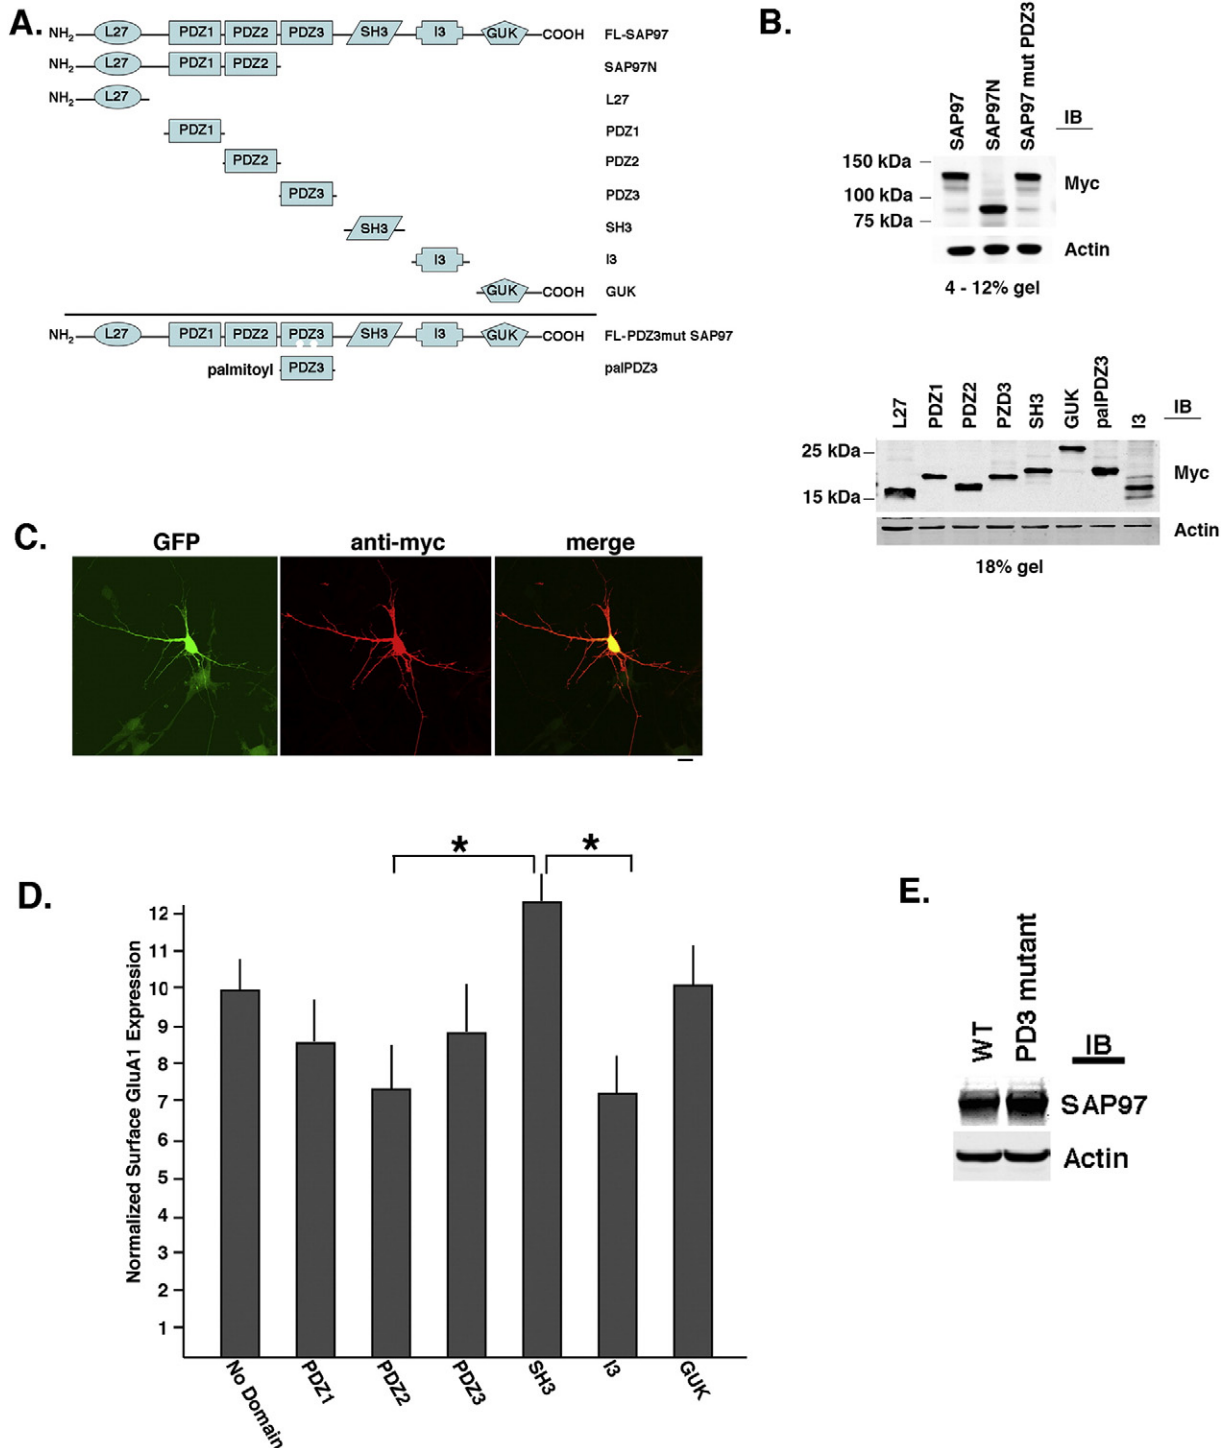 A.
NH2 L27 PDZ1 PDZ2 PDZ3 SH3 I3 GUK COOH FL-SAP97
NH2 L27 PDZ1 PDZ2 SAP97N
NH2 L27 L27
PDZ1 PDZ1
PDZ2 PDZ2
PDZ3 PDZ3
SH3 SH3
I3 I3
GUK COOH GUK
NH2 L27 PDZ1 PDZ2 PDZ3 SH3 I3 GUK COOH FL-PDZ3mut SAP97
palmitoyl PDZ3 palPDZ3
B.
SAP97 SAP97N SAP97 mut PDZ3 IB
150 kDa
100 kDa
75 kDa
Myc
Actin
4 - 12% gel
L27 PDZ1 PDZ2 PZD3 SH3 GUK palPDZ3 I3 IB
25 kDa
15 kDa
Myc
Actin
18% gel
C.
GFP anti-myc merge
D.
* *
Normalized Surface GluA1 Expression
12
11
10
9
8
7
6
5
4
3
2
1
No Domain PDZ1 PDZ2 PDZ3 SH3 I3 GUK
E.
WT PD3 mutant IB
SAP97
Actin